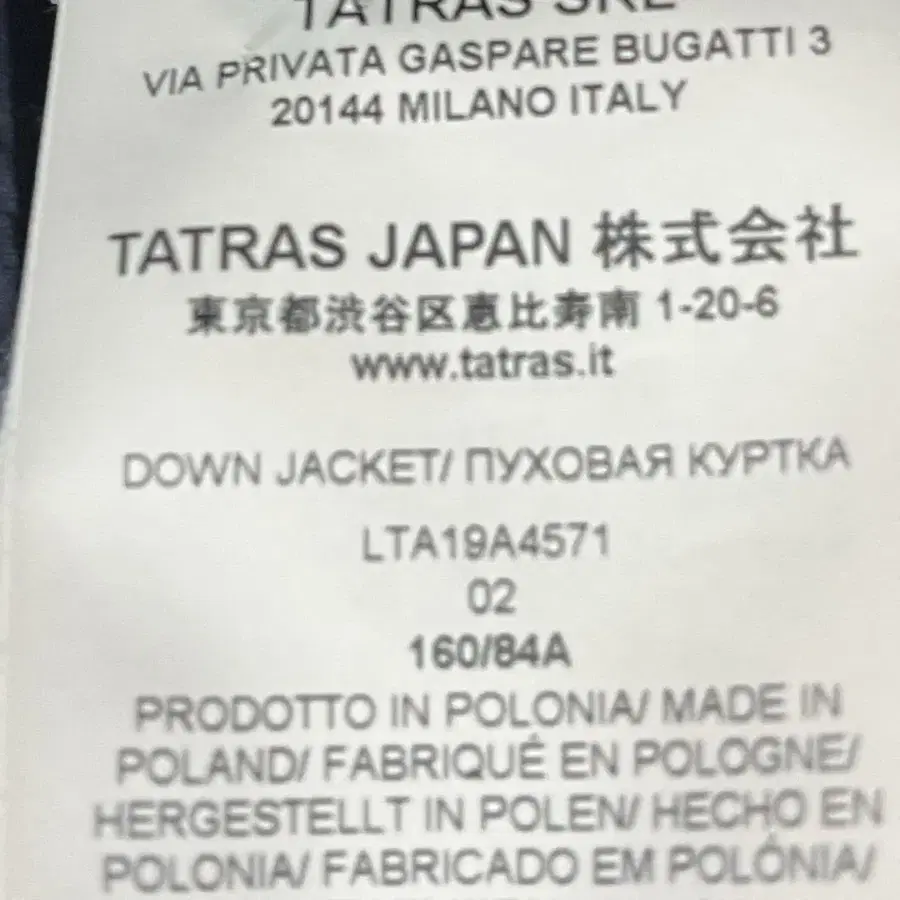 TATRAS SRL
VIA PRIVATA GASPARE BUGATTI 3
20144 MILANO ITALY
TATRAS JAPAN 株式会社
東京都渋谷区恵比寿南 1-20-6
www.tatras.it
DOWN JACKET/ ПУХОВАЯ КУРТКА
LTA19A4571
02
160/84A
PRODOTTO IN POLONIA/ MADE IN
POLAND/ FABRIQUÉ EN POLOGNE/
HERGESTELLT IN POLEN/ HECHO EN
POLONIA/ FABRICADO EM POLÓNIA/